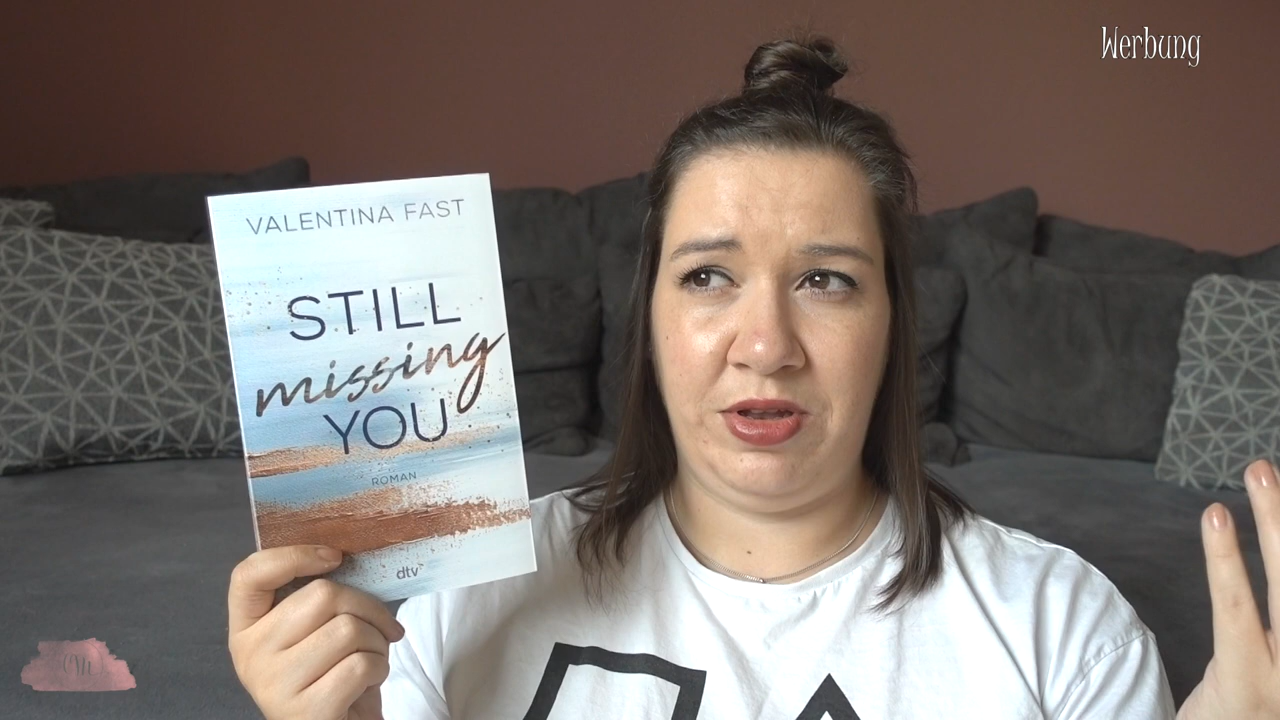 Werbung
VALENTINA FAST
STILL
missing
YOU
ROMAN
dtv